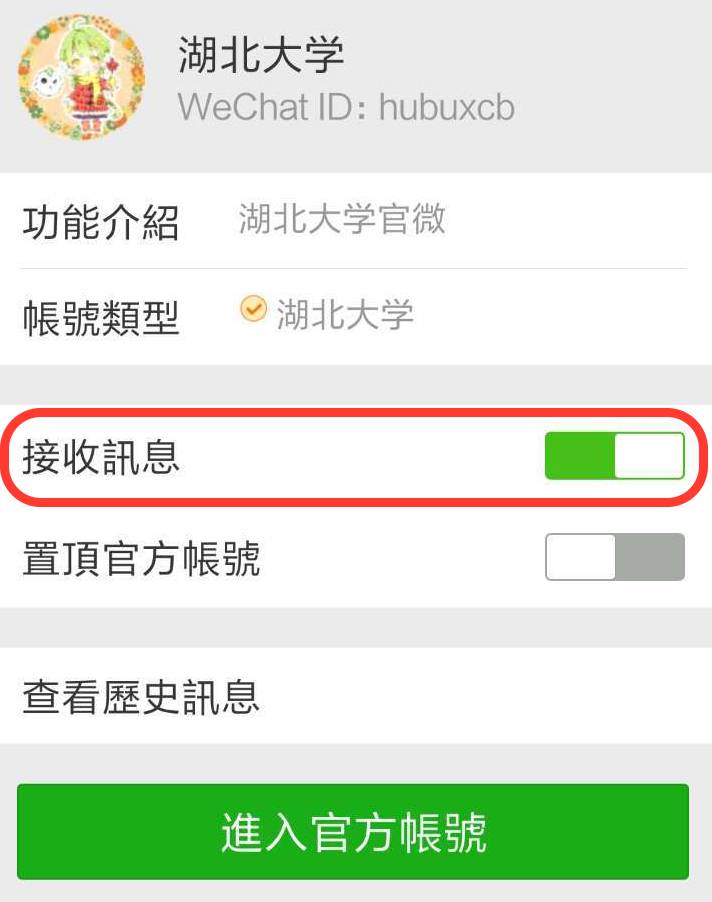 湖北大学
WeChat ID: hubuxcb
功能介紹 湖北大学官微
帳號類型 湖北大学
接收訊息
置頂官方帳號
查看歷史訊息
進入官方帳號